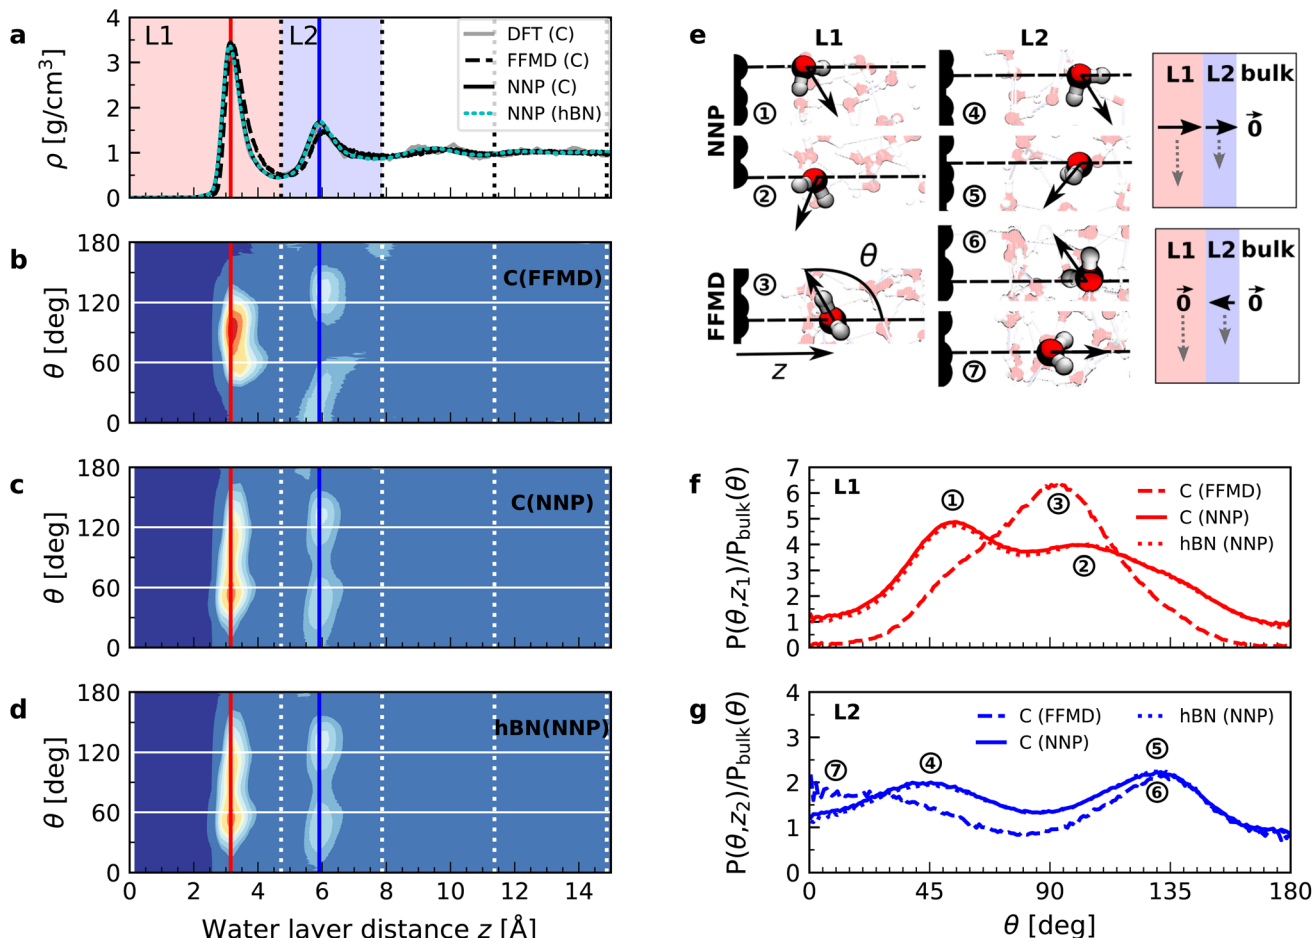 a
L1
L2
DFT (C)
FFMD (C)
NNP (C)
NNP (hBN)
ρ [g/cm³]
4
3
2
1
0
b
C(FFMD)
θ [deg]
180
120
60
0
c
C(NNP)
θ [deg]
180
120
60
0
d
hBN(NNP)
θ [deg]
180
120
60
0
0 2 4 6 8 10 12 14
Water layer distance z [Å]
e
L1 L2
NNP
①
②
④
⑤
FFMD
③
θ
z
⑥
⑦
L1 L2 bulk
0⃗
L1 L2 bulk
0⃗ 0⃗
f
L1
C (FFMD)
C (NNP)
hBN (NNP)
① ③ ②
P(θ,z₁)/P_bulk(θ)
7
6
5
4
3
2
1
0
g
L2
C (FFMD)
C (NNP)
hBN (NNP)
⑦ ④ ⑤
⑥
P(θ,z₂)/P_bulk(θ)
4
3
2
1
0
0 45 90 135 180
θ [deg]